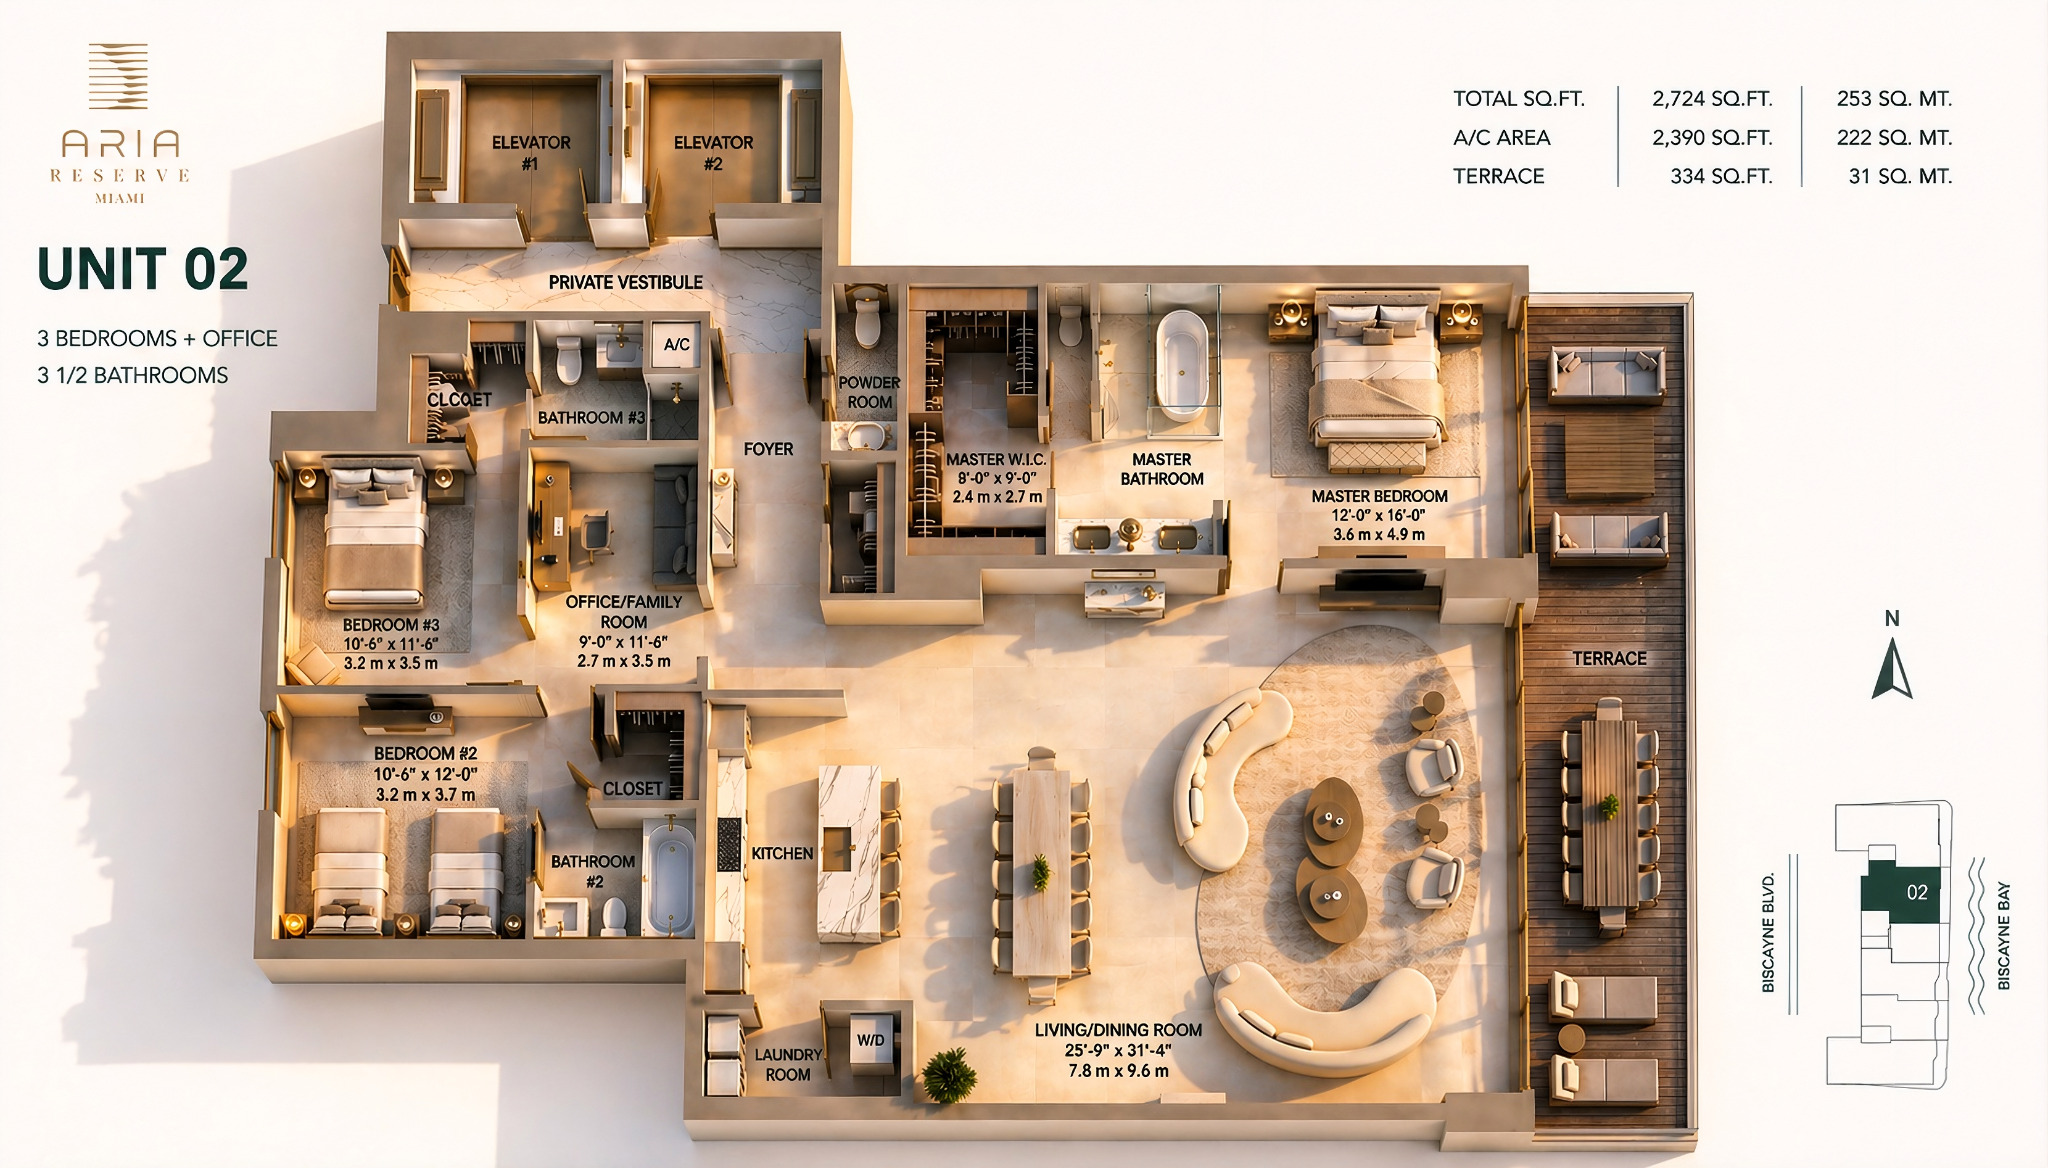 ARIA
RESERVE
MIAMI
UNIT 02
3 BEDROOMS + OFFICE
3 1/2 BATHROOMS
TOTAL SQ.FT. 2,724 SQ.FT. 253 SQ. MT.
A/C AREA 2,390 SQ.FT. 222 SQ. MT.
TERRACE 334 SQ.FT. 31 SQ. MT.
ELEVATOR
#1
ELEVATOR
#2
PRIVATE VESTIBULE
A/C
CLCOET
BATHROOM #3
FOYER
POWDER
ROOM
MASTER W.I.C.
8'-0" x 9'-0"
2.4 m x 2.7 m
MASTER
BATHROOM
MASTER BEDROOM
12'-0" x 16'-0"
3.6 m x 4.9 m
BEDROOM #3
10'-6" x 11'-6"
3.2 m x 3.5 m
OFFICE/FAMILY
ROOM
9'-0" x 11'-6"
2.7 m x 3.5 m
TERRACE
BEDROOM #2
10'-6" x 12'-0"
3.2 m x 3.7 m
CLOSET
BATHROOM
#2
KITCHEN
LAUNDRY
ROOM
W/D
LIVING/DINING ROOM
25'-9" x 31'-4"
7.8 m x 9.6 m
N
BISCAYNE BLVD.
02
BISCAYNE BAY